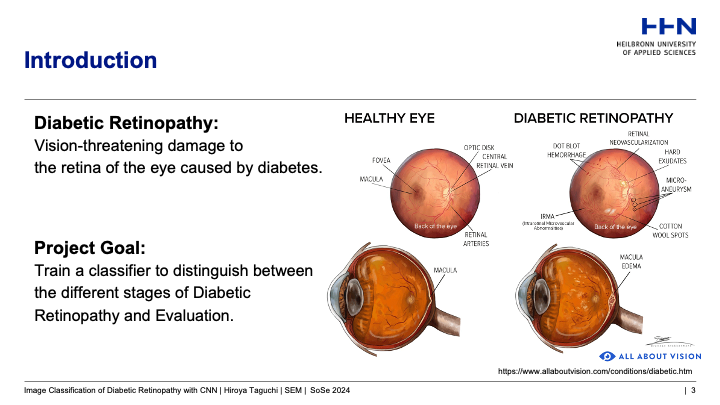 HHN
HEILBRONN UNIVERSITY
OF APPLIED SCIENCES
Introduction
Diabetic Retinopathy:
Vision-threatening damage to
the retina of the eye caused by diabetes.
Project Goal:
Train a classifier to distinguish between
the different stages of Diabetic
Retinopathy and Evaluation.
HEALTHY EYE
FOVEA
MACULA
OPTIC DISK
CENTRAL
RETINAL VEIN
Back of the eye
RETINAL
ARTERIES
MACULA
DIABETIC RETINOPATHY
RETINAL
NEOVASCULARIZATION
DOT BLOT
HEMORRHAGE
HARD
EXUDATES
MICRO-
ANEURYSM
IRMA
(Intraretinal Microvascular
Abnormalities)
Back of the eye
COTTON
WOOL SPOTS
MACULA
EDEMA
ALL ABOUT VISION
https://www.allaboutvision.com/conditions/diabetic.htm
Image Classification of Diabetic Retinopathy with CNN | Hiroya Taguchi | SEM | SoSe 2024
| 3